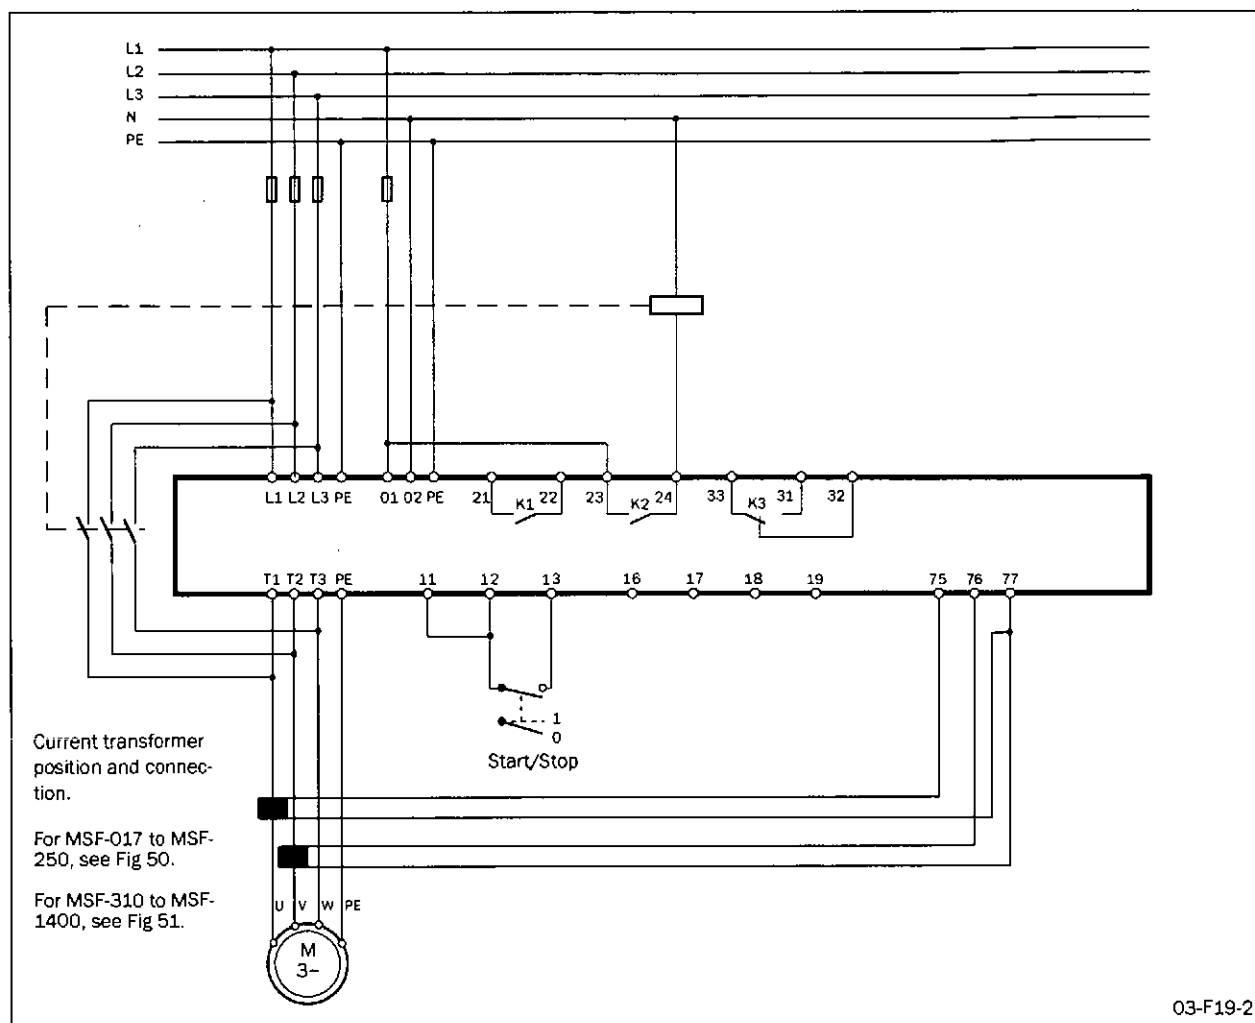 L1
L2
L3
N
PE
L1 L2 L3 PE 01 02 PE 21 K1 22 23 K2 24 33 K3 31 32
T1 T2 T3 PE 11 12 13 16 17 18 19 75 76 77
1
0
Start/Stop
Current transformer
position and connec-
tion.
For MSF-017 to MSF-
250, see Fig 50.
For MSF-310 to MSF-
1400, see Fig 51.
U V W PE
M
3~
03-F19-2